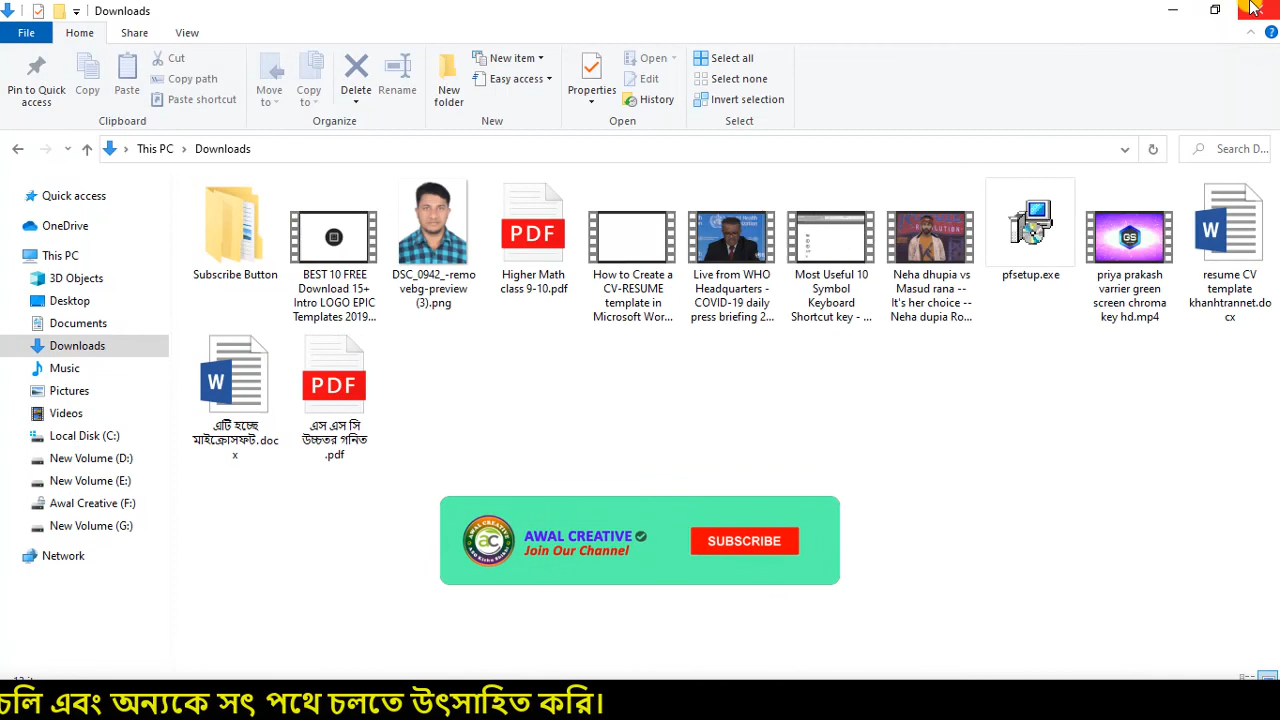 Downloads
File
Home
Share
View
Pin to Quick access
Copy
Paste
Cut
Copy path
Paste shortcut
Clipboard
Move to
Copy to
Delete
Rename
Organize
New folder
New item
Easy access
New
Properties
Open
Edit
History
Open
Select all
Select none
Invert selection
Select
This PC
Downloads
Search D...
Quick access
OneDrive
This PC
3D Objects
Desktop
Documents
Downloads
Music
Pictures
Videos
Local Disk (C:)
New Volume (D:)
New Volume (E:)
Awal Creative (F:)
New Volume (G:)
Network
Subscribe Button
BEST 10 FREE
Download 15+
Intro LOGO EPIC
Templates 2019...
DSC_0942_-remo
vebg-preview
(3).png
PDF
Higher Math
class 9-10.pdf
How to Create a
CV-RESUME
template in
Microsoft Wor...
Live from WHO
Headquarters -
COVID-19 daily
press briefing 2...
Most Useful 10
Symbol
Keyboard
Shortcut key - ...
Neha dhupia vs
Masud rana --
It's her choice --
Neha dupia Ro...
pfsetup.exe
GS
priya prakash
varrier green
screen chroma
key hd.mp4
W
resume CV
template
khanhtrannet.do
cx
W
এটি হচ্ছে
মাইক্রোসফট.doc
x
PDF
এস এস সি
উচ্চতর গনিত
.pdf
AWAL CREATIVE
Join Our Channel
SUBSCRIBE
চলি এবং অন্যকে সৎ পথে চলতে উৎসাহিত করি।